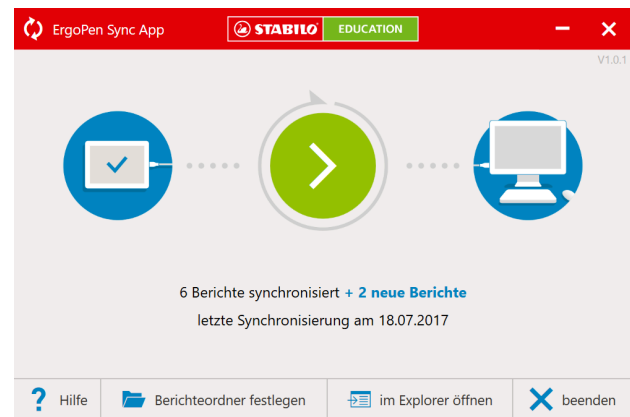 ErgoPen Sync App
STABILO EDUCATION
V1.0.1
6 Berichte synchronisiert + 2 neue Berichte
letzte Synchronisierung am 18.07.2017
? Hilfe
Berichteordner festlegen
im Explorer öffnen
beenden